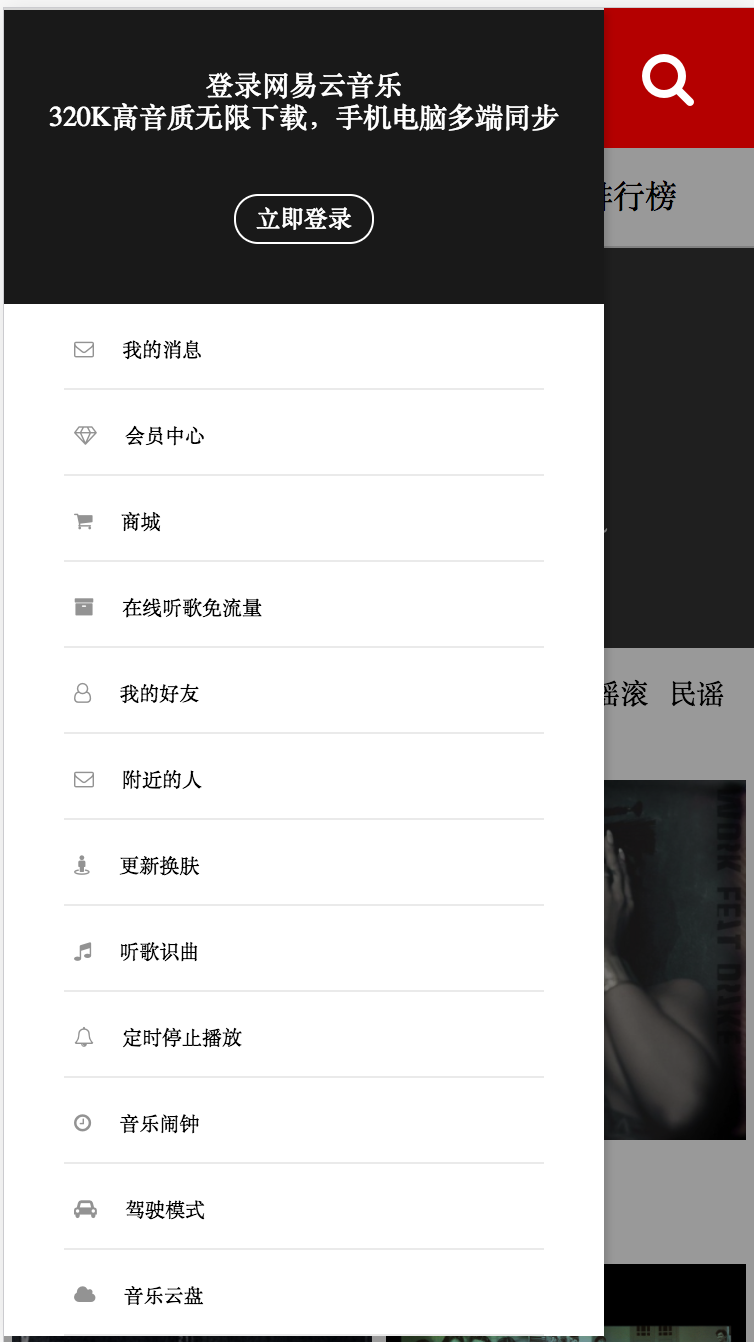 登录网易云音乐
320K高音质无限下载，手机电脑多端同步
立即登录
行榜
我的消息
会员中心
商城
在线听歌免流量
我的好友
滚 民谣
附近的人
更新换肤
听歌识曲
定时停止播放
音乐闹钟
驾驶模式
音乐云盘
WORK FEAT DRAKE